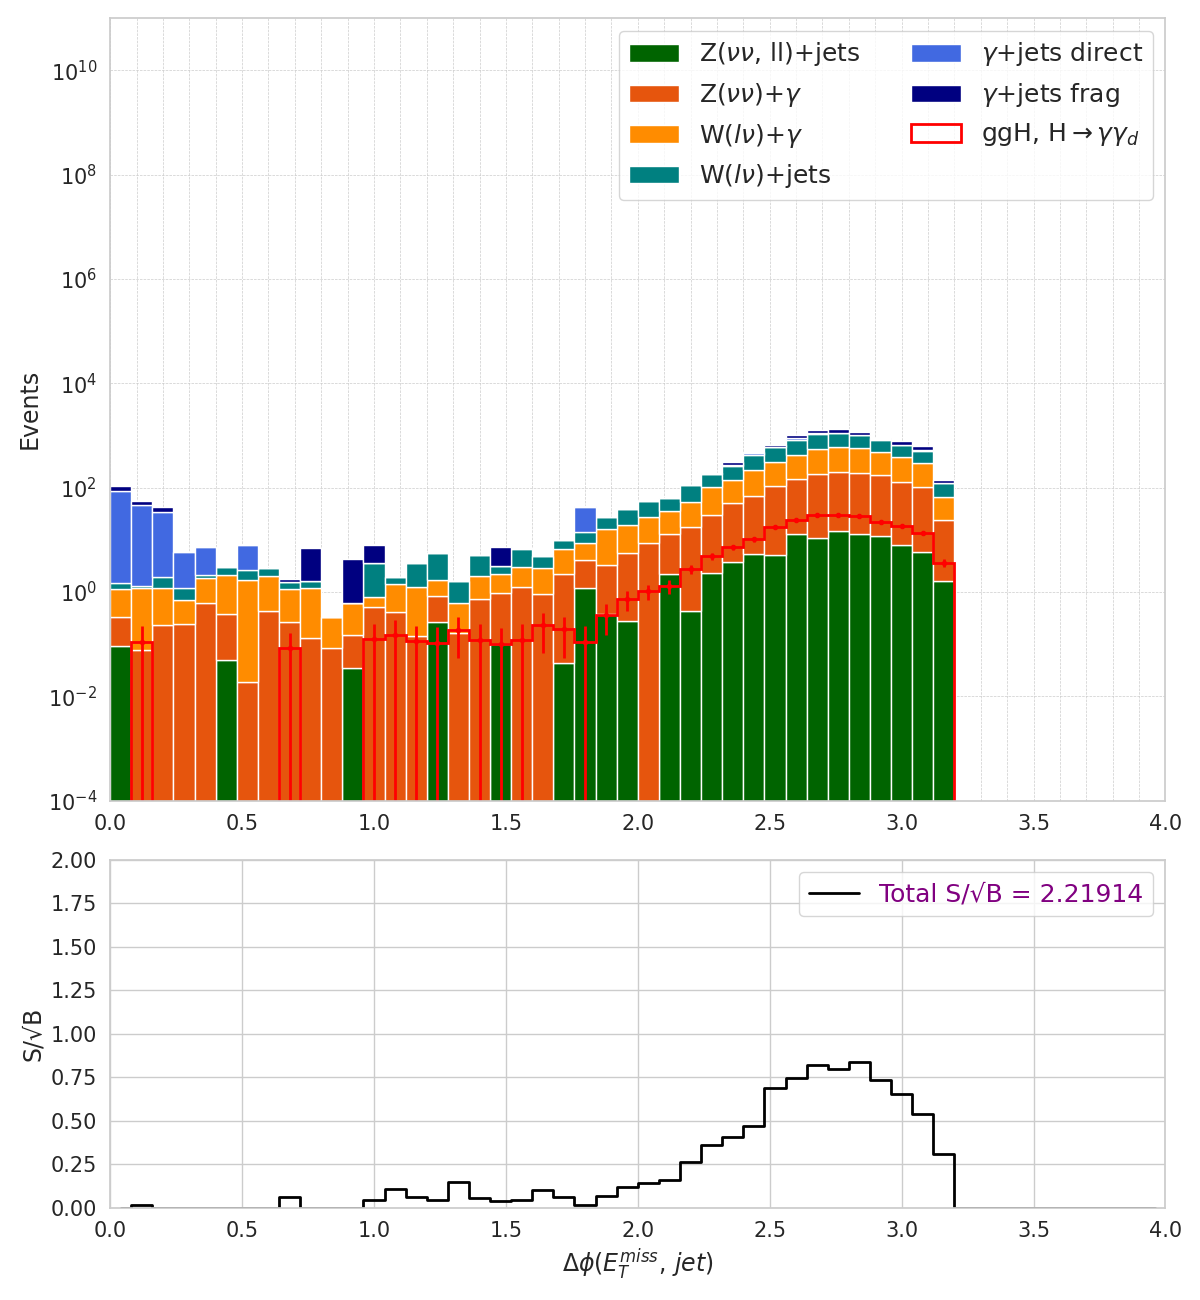 Z(νν, ll)+jets
Z(νν)+γ
W(lν)+γ
W(lν)+jets
γ+jets direct
γ+jets frag
ggH, H→γγ_d
Events
10^10
10^8
10^6
10^4
10^2
10^0
10^−2
10^−4
0.0 0.5 1.0 1.5 2.0 2.5 3.0 3.5 4.0
Total S/√B = 2.21914
S/√B
2.00
1.75
1.50
1.25
1.00
0.75
0.50
0.25
0.00
0.0 0.5 1.0 1.5 2.0 2.5 3.0 3.5 4.0
Δϕ(E_T^miss, jet)